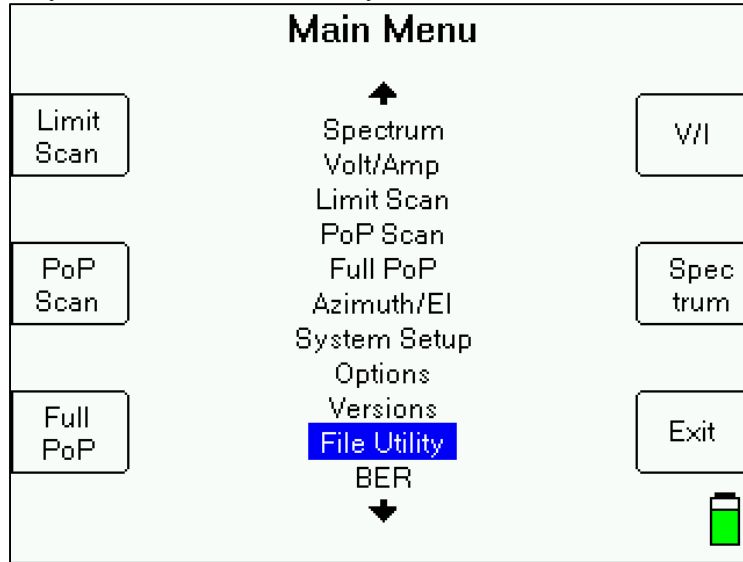 Main Menu
Limit
Scan
PoP
Scan
Full
PoP
Spectrum
Volt/Amp
Limit Scan
PoP Scan
Full PoP
Azimuth/El
System Setup
Options
Versions
File Utility
BER
V/I
Spec
trum
Exit